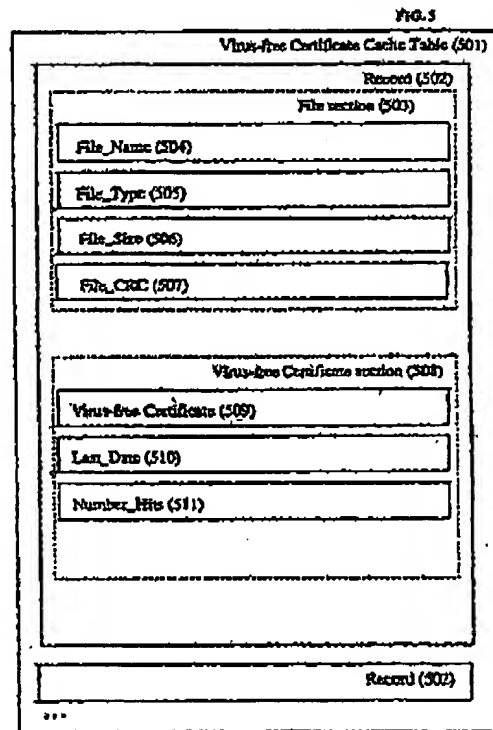 FIG. 5
Virus-free Certificate Cache Table (501)
Record (502)
File section (503)
File_Name (504)
File_Type (505)
File_Size (506)
File_CRC (507)
Virus-free Certificate section (508)
Virus-free Certificate (509)
Last_Date (510)
Number_Hits (511)
Record (502)
...